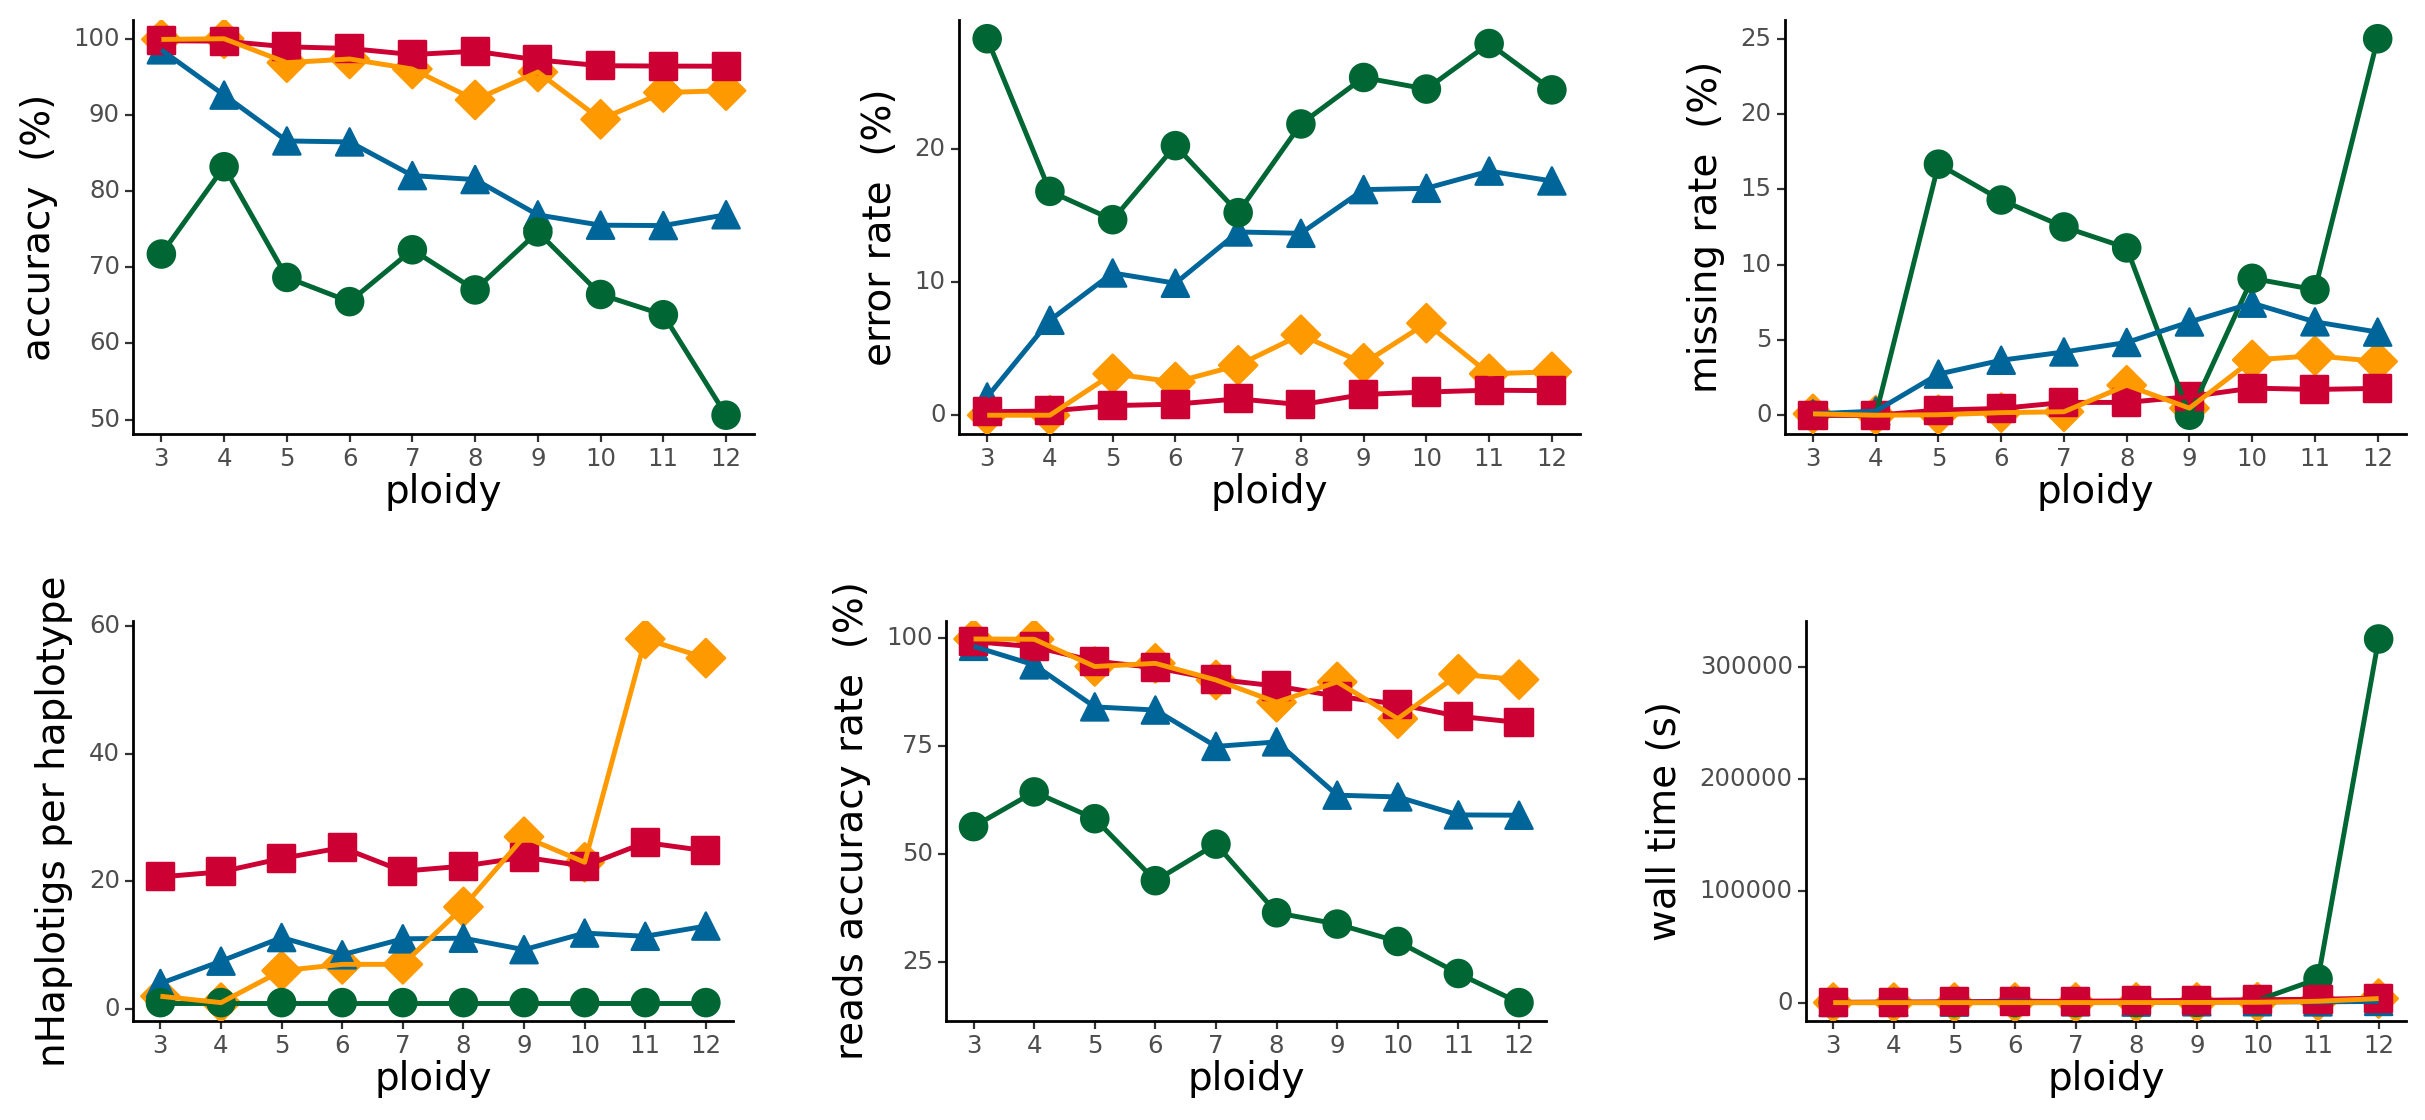 accuracy (%)
100
90
80
70
60
50
3 4 5 6 7 8 9 10 11 12
ploidy
error rate (%)
20
10
0
3 4 5 6 7 8 9 10 11 12
ploidy
missing rate (%)
25
20
15
10
5
0
3 4 5 6 7 8 9 10 11 12
ploidy
nHaplotigs per haplotype
60
40
20
0
3 4 5 6 7 8 9 10 11 12
ploidy
reads accuracy rate (%)
100
75
50
25
3 4 5 6 7 8 9 10 11 12
ploidy
wall time (s)
300000
200000
100000
0
3 4 5 6 7 8 9 10 11 12
ploidy